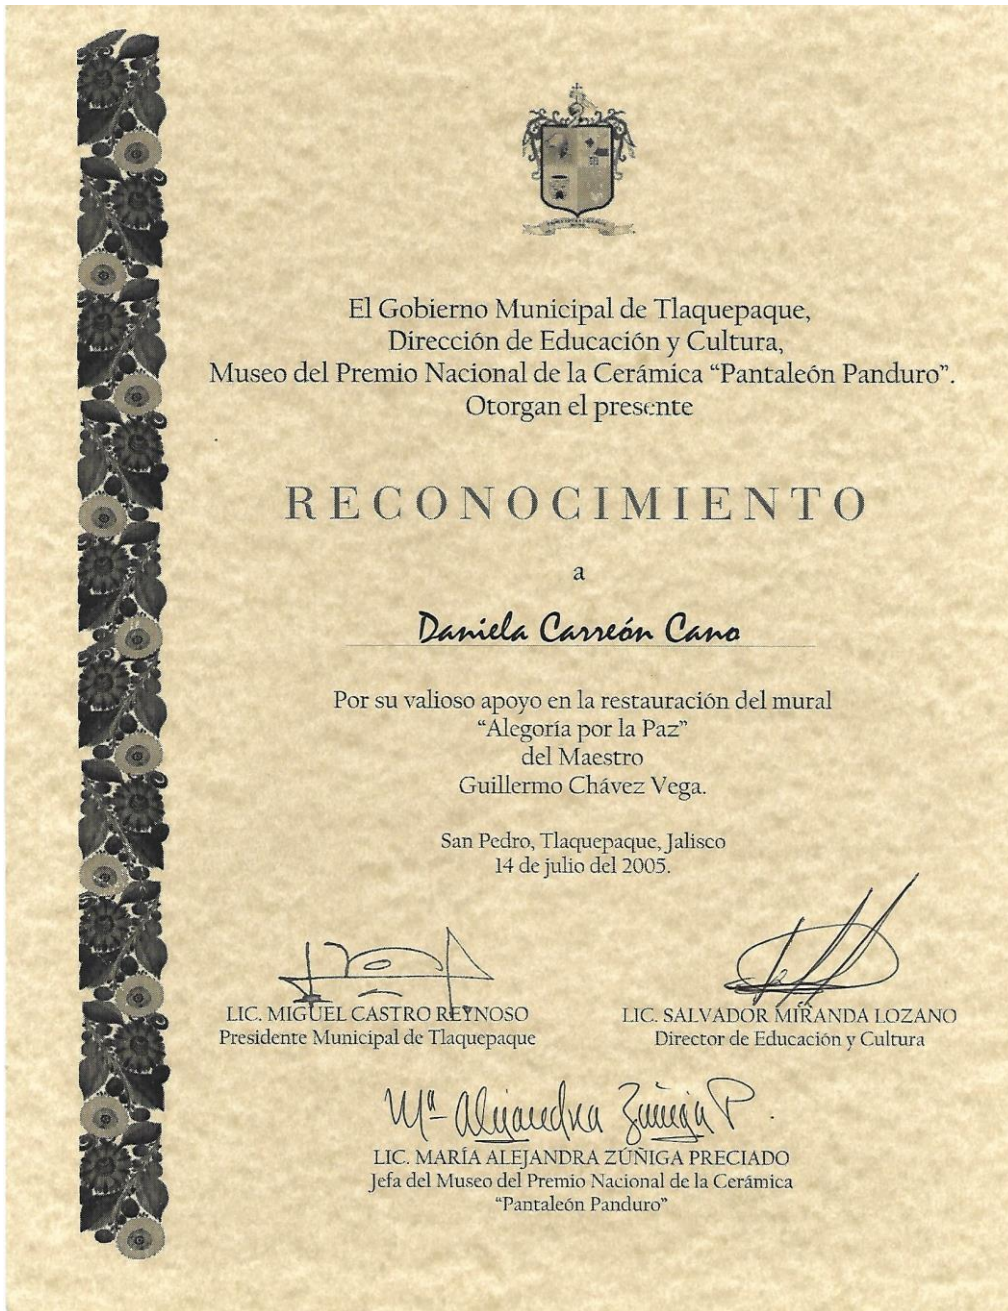 El Gobierno Municipal de Tlaquepaque,
Dirección de Educación y Cultura,
Museo del Premio Nacional de la Cerámica “Pantaleón Panduro”.
Otorgan el presente
RECONOCIMIENTO
a
Daniela Carreón Cano
Por su valioso apoyo en la restauración del mural
“Alegoría por la Paz”
del Maestro
Guillermo Chávez Vega.
San Pedro, Tlaquepaque, Jalisco
14 de julio del 2005.
LIC. MIGUEL CASTRO REYNOSO
Presidente Municipal de Tlaquepaque
LIC. SALVADOR MIRANDA LOZANO
Director de Educación y Cultura
Mª Alejandra Zúñiga P.
LIC. MARÍA ALEJANDRA ZÚÑIGA PRECIADO
Jefa del Museo del Premio Nacional de la Cerámica
“Pantaleón Panduro”